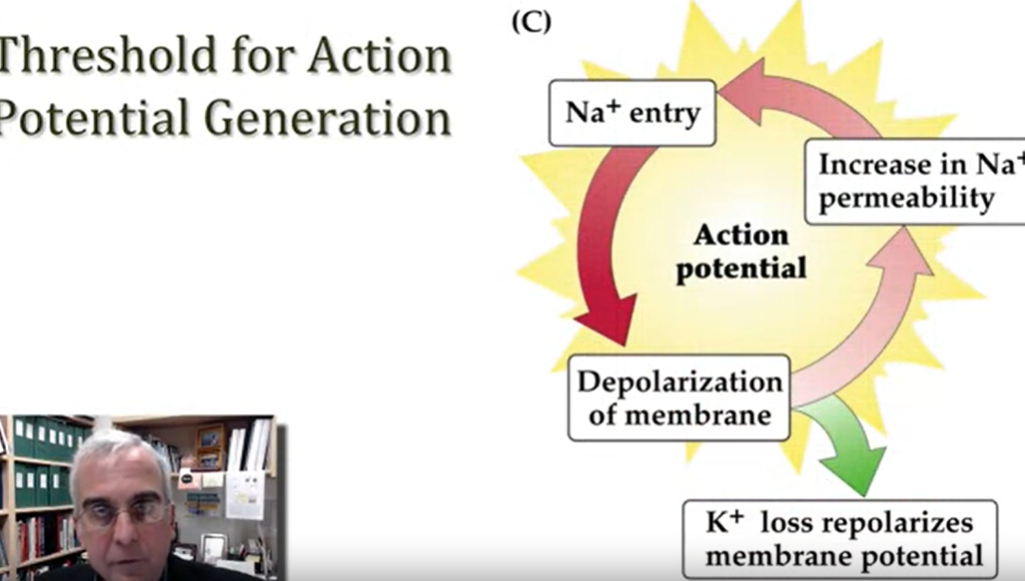 Threshold for Action
Potential Generation
(C)
Na⁺ entry
Increase in Na⁺
permeability
Action
potential
Depolarization
of membrane
K⁺ loss repolarizes
membrane potential